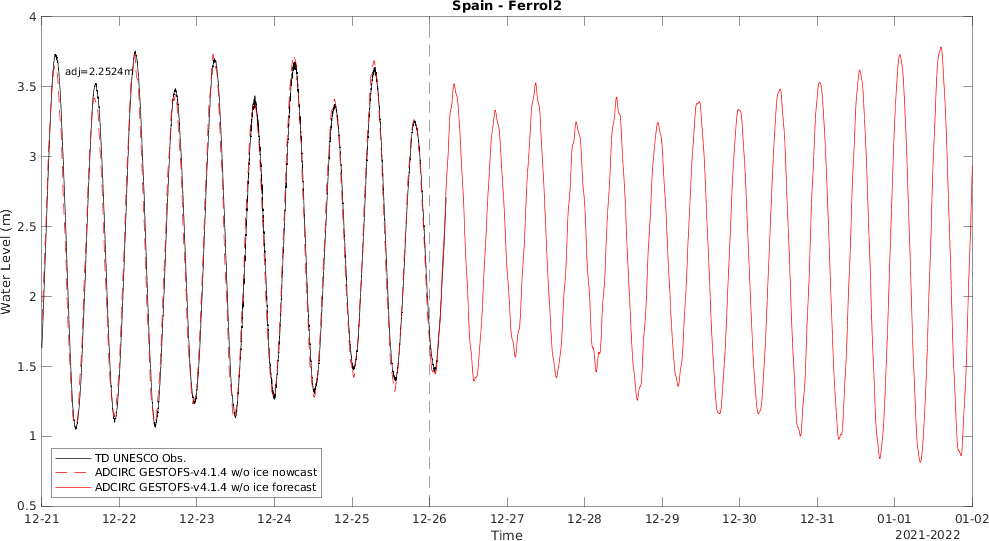 Spain - Ferrol2
4
3.5
3
2.5
2
1.5
1
0.5
Water Level (m)
adj=2.2524m
TD UNESCO Obs.
ADCIRC GESTOFS-v4.1.4 w/o ice nowcast
ADCIRC GESTOFS-v4.1.4 w/o ice forecast
12-21 12-22 12-23 12-24 12-25 12-26 12-27 12-28 12-29 12-30 12-31 01-01 01-02
Time
2021-2022